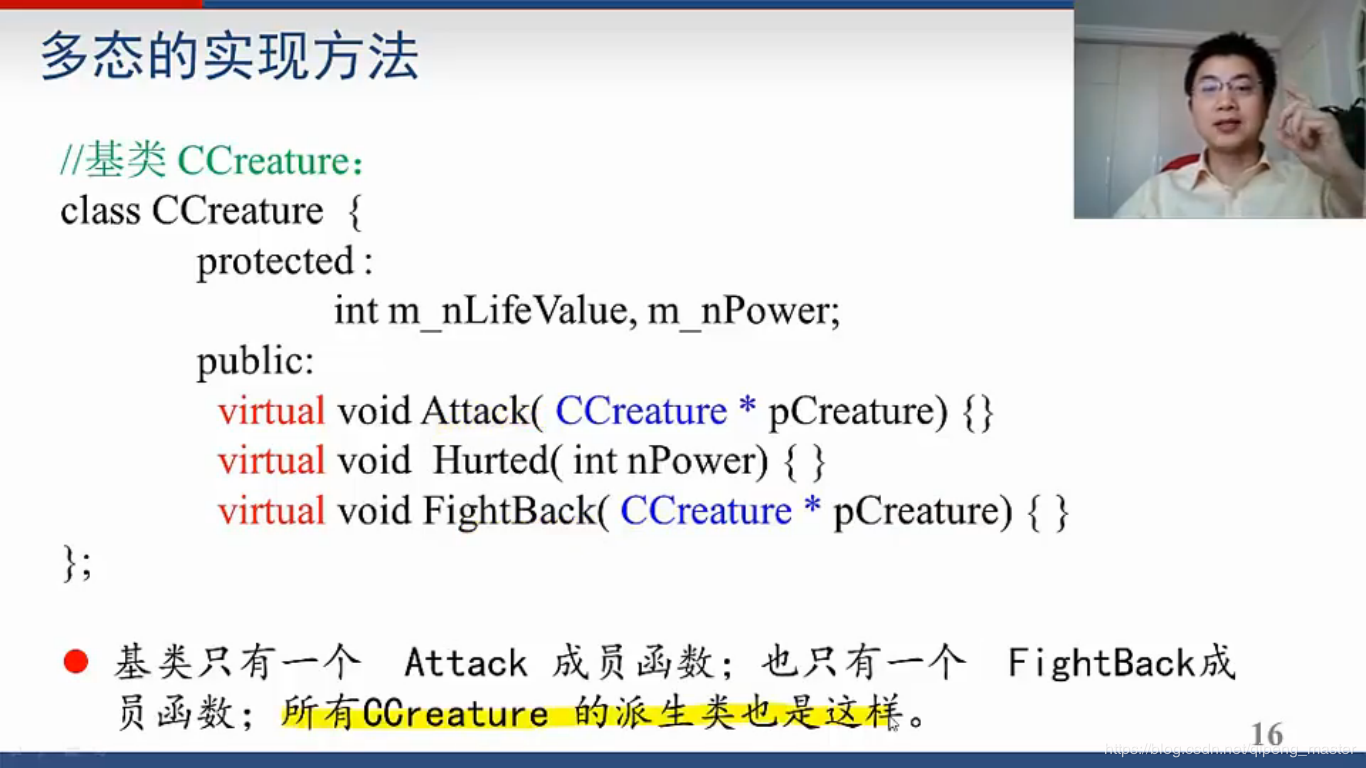 多态的实现方法
//基类 CCreature：
class CCreature {
protected :
int m_nLifeValue, m_nPower;
public:
virtual void Attack( CCreature * pCreature) {}
virtual void Hurted( int nPower) { }
virtual void FightBack( CCreature * pCreature) { }
};
基类只有一个 Attack 成员函数；也只有一个 FightBack成
员函数；所有CCreature 的派生类也是这样。
16
https://blog.csdn.net/qipeng_master